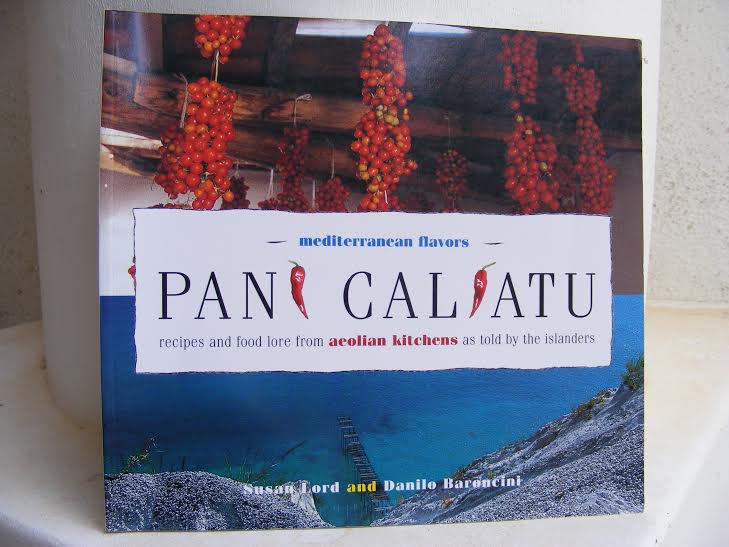 mediterranean flavors
PANI CALIATU
recipes and food lore from aeolian kitchens as told by the islanders
Susan Lord and Danilo Baroncini